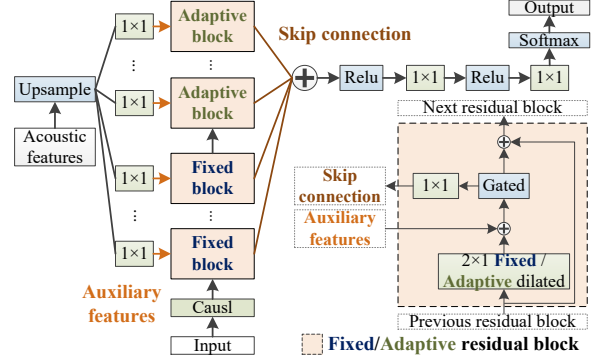 Output
Softmax
1×1
Adaptive
block
Skip connection
Relu
1×1
Relu
1×1
⋮
⋮
Upsample
1×1
Adaptive
block
Acoustic
features
1×1
Fixed
block
⋮
⋮
1×1
Fixed
block
Auxiliary
features
Causl
Input
Next residual block
Skip
connection
1×1
Gated
Auxiliary
features
2×1 Fixed /
Adaptive dilated
Previous residual block
Fixed/Adaptive residual block